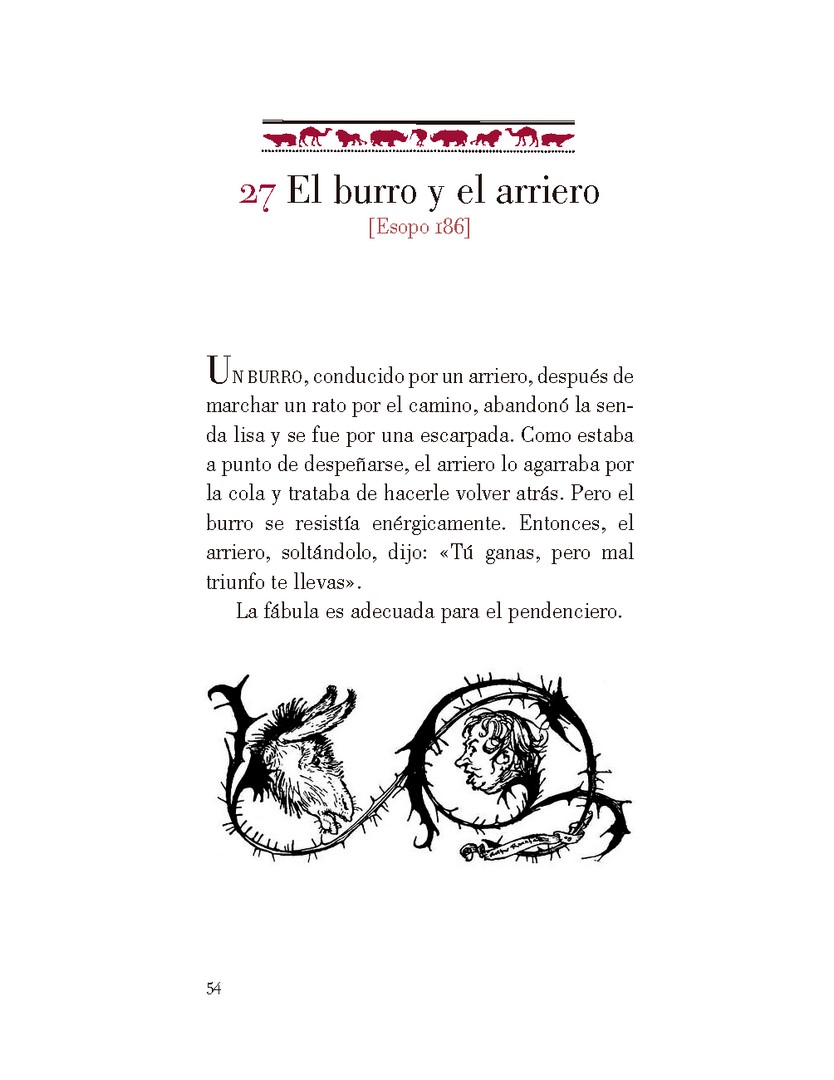 27 El burro y el arriero
[Esopo 186]
UN BURRO, conducido por un arriero, después de
marchar un rato por el camino, abandonó la sen-
da lisa y se fue por una escarpada. Como estaba
a punto de despeñarse, el arriero lo agarraba por
la cola y trataba de hacerle volver atrás. Pero el
burro se resistía enérgicamente. Entonces, el
arriero, soltándolo, dijo: «Tú ganas, pero mal
triunfo te llevas».
La fábula es adecuada para el pendenciero.
54